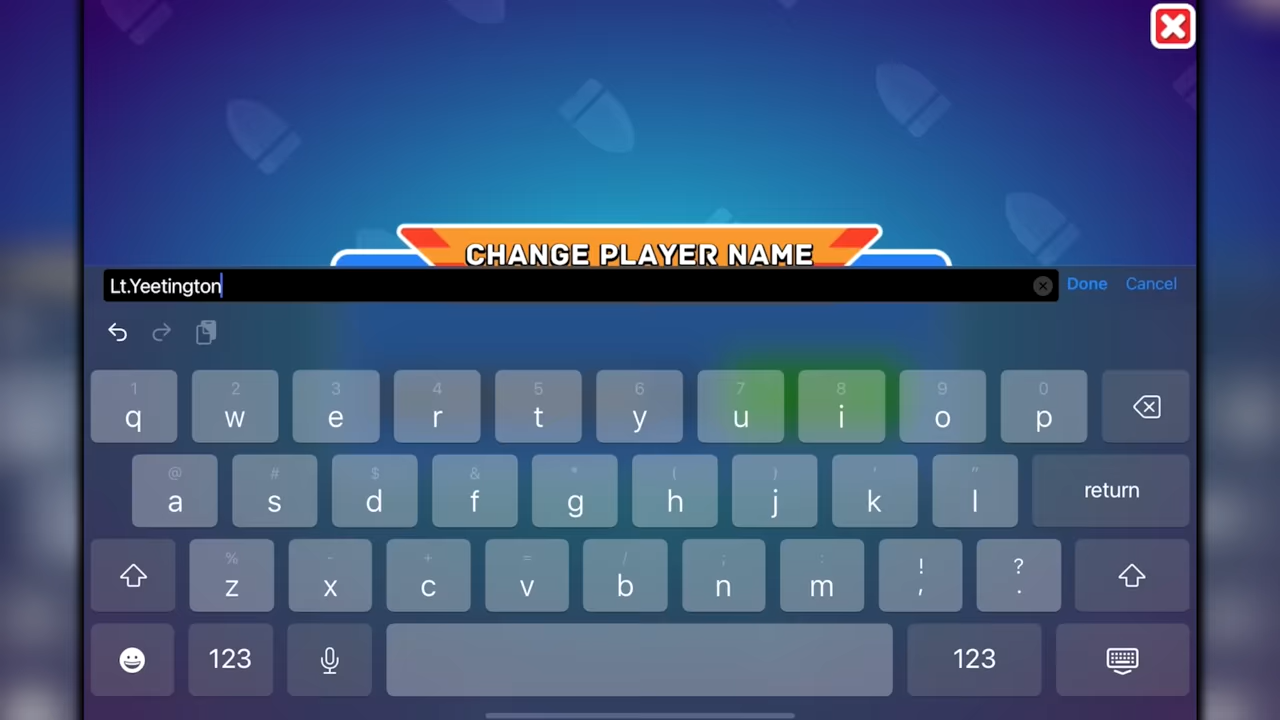 CHANGE PLAYER NAME
Lt.Yeetington
Done Cancel
1 2 3 4 5 6 7 8 9 0
q w e r t y u i o p
@ # $ & * ( ) ' "
a s d f g h j k l return
% - + = / ; : ! ?
z x c v b n m , .
123 123